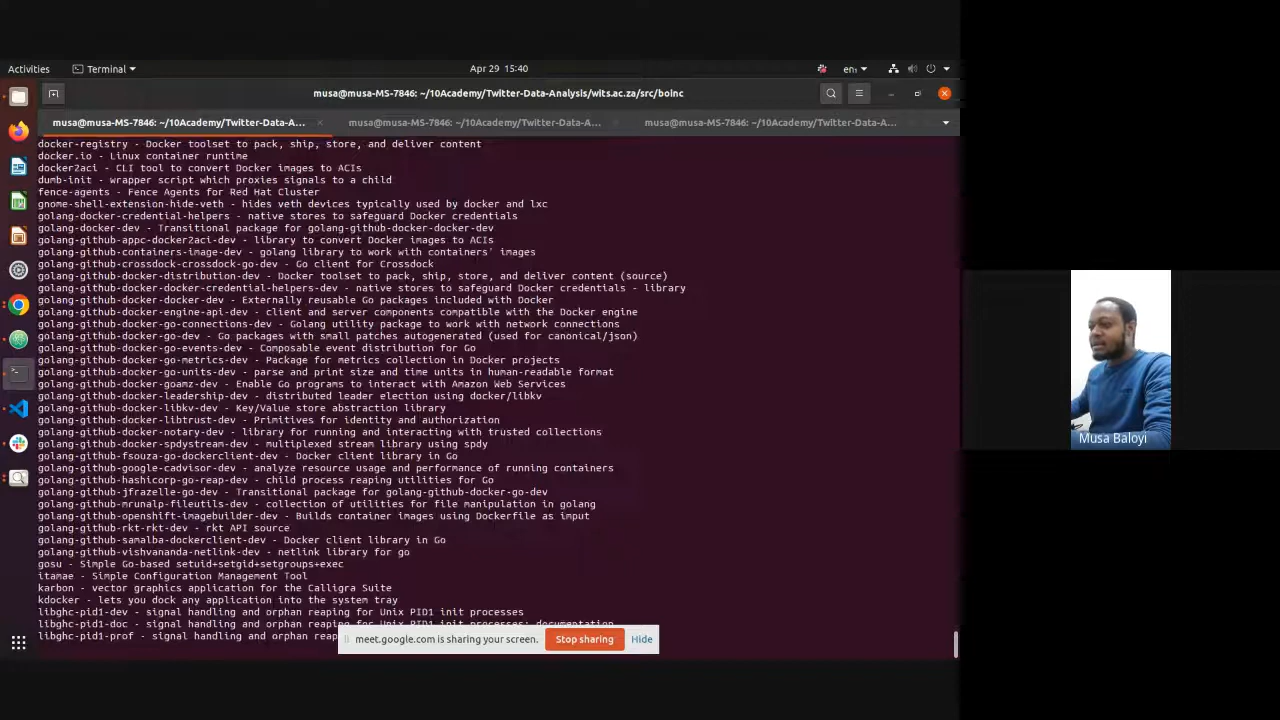 Activities
Terminal
Apr 29 15:40
en₁
musa@musa-MS-7846: ~/10Academy/Twitter-Data-Analysis/wits.ac.za/src/boinc
musa@musa-MS-7846: ~/10Academy/Twitter-Data-A...
musa@musa-MS-7846: ~/10Academy/Twitter-Data-A...
musa@musa-MS-7846: ~/10Academy/Twitter-Data-A...
docker-registry - Docker toolset to pack, ship, store, and deliver content
docker.io - Linux container runtime
docker2aci - CLI tool to convert Docker images to ACIs
dumb-init - wrapper script which proxies signals to a child
fence-agents - Fence Agents for Red Hat Cluster
gnome-shell-extension-hide-veth - hides veth devices typically used by docker and lxc
golang-docker-credential-helpers - native stores to safeguard Docker credentials
golang-docker-dev - Transitional package for golang-github-docker-docker-dev
golang-github-appc-docker2aci-dev - library to convert Docker images to ACIs
golang-github-containers-image-dev - golang library to work with containers' images
golang-github-crossdock-crossdock-go-dev - Go client for Crossdock
golang-github-docker-distribution-dev - Docker toolset to pack, ship, store, and deliver content (source)
golang-github-docker-docker-credential-helpers-dev - native stores to safeguard Docker credentials - library
golang-github-docker-docker-dev - Externally reusable Go packages included with Docker
golang-github-docker-engine-api-dev - client and server components compatible with the Docker engine
golang-github-docker-go-connections-dev - Golang utility package to work with network connections
golang-github-docker-go-dev - Go packages with small patches autogenerated (used for canonical/json)
golang-github-docker-go-events-dev - Composable event distribution for Go
golang-github-docker-go-metrics-dev - Package for metrics collection in Docker projects
golang-github-docker-go-units-dev - parse and print size and time units in human-readable format
golang-github-docker-goamz-dev - Enable Go programs to interact with Amazon Web Services
golang-github-docker-leadership-dev - distributed leader election using docker/libkv
golang-github-docker-libkv-dev - Key/Value store abstraction library
golang-github-docker-libtrust-dev - Primitives for identity and authorization
golang-github-docker-notary-dev - library for running and interacting with trusted collections
golang-github-docker-spdystream-dev - multiplexed stream library using spdy
golang-github-fsouza-go-dockerclient-dev - Docker client library in Go
golang-github-google-cadvisor-dev - analyze resource usage and performance of running containers
golang-github-hashicorp-go-reap-dev - child process reaping utilities for Go
golang-github-jfrazelle-go-dev - Transitional package for golang-github-docker-go-dev
golang-github-mrunalp-fileutils-dev - collection of utilities for file manipulation in golang
golang-github-openshift-imagebuilder-dev - Builds container images using Dockerfile as imput
golang-github-rkt-rkt-dev - rkt API source
golang-github-samalba-dockerclient-dev - Docker client library in Go
golang-github-vishvananda-netlink-dev - netlink library for go
gosu - Simple Go-based setuid+setgid+setgroups+exec
itamae - Simple Configuration Management Tool
karbon - vector graphics application for the Calligra Suite
kdocker - lets you dock any application into the system tray
libghc-pid1-dev - signal handling and orphan reaping for Unix PID1 init processes
libghc-pid1-doc - signal handling and orphan reaping for Unix PID1 init processes; documentation
libghc-pid1-prof - signal handling and orphan reap
meet.google.com is sharing your screen.
Stop sharing
Hide
Musa Baloyi